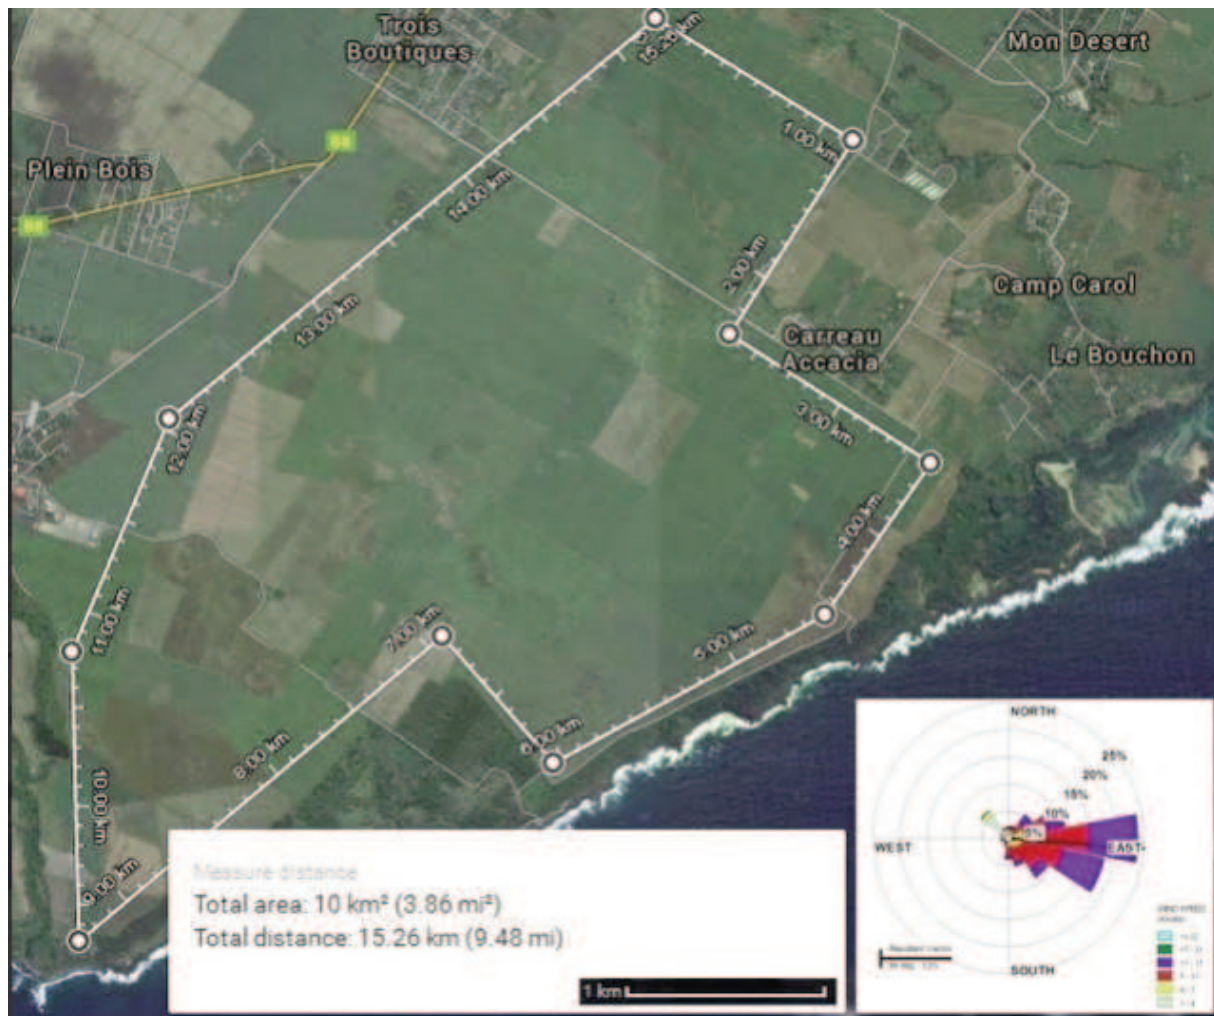 Trois
Boutiques
Mon Desert
15.26 km
1.00 km
Plein Bois
14.00 km
2.00 km
Camp Carol
13.00 km
Carreau
Accacia
Le Bouchon
3.00 km
12.00 km
4.00 km
11.00 km
7.00 km
5.00 km
6.00 km
8.00 km
10.00 km
9.00 km
Measure distance
Total area: 10 km² (3.86 mi²)
Total distance: 15.26 km (9.48 mi)
1 km
NORTH
25%
20%
15%
10%
5%
WEST
EAST
SOUTH